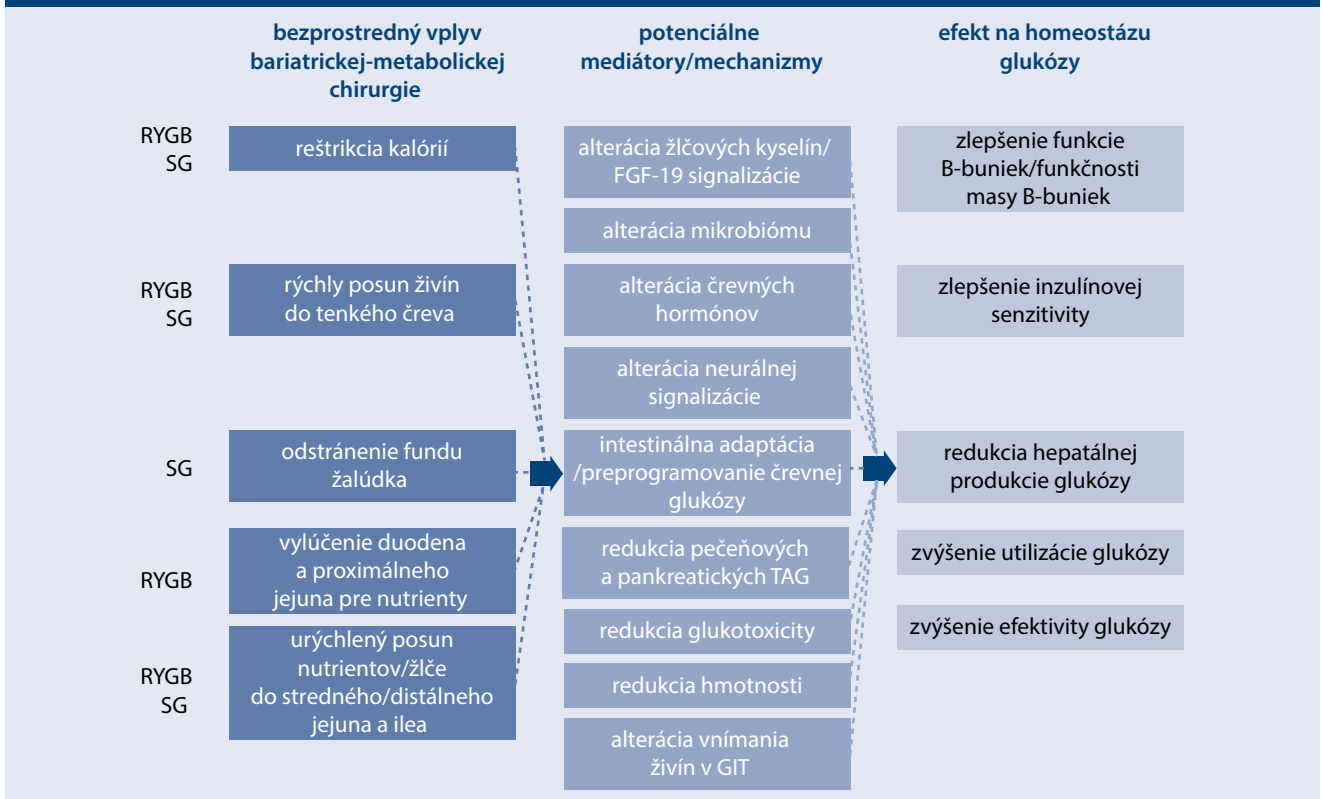 bezprostredný vplyv
bariatrickej-metabolickej
chirurgie
potenciálne
mediátory/mechanizmy
efekt na homeostázu
glukózy
RYGB
SG
reštrikcia kalórií
RYGB
SG
rýchly posun živín
do tenkého čreva
SG
odstránenie fundu
žalúdka
RYGB
vylúčenie duodena
a proximálneho
jejuna pre nutrienty
RYGB
SG
urýchlený posun
nutrientov/žlče
do stredného/distálneho
jejuna a ilea
alterácia žlčových kyselín/
FGF-19 signalizácie
alterácia mikrobiómu
alterácia črevných
hormónov
alterácia neurálnej
signalizácie
intestinálna adaptácia
/preprogramovanie črevnej
glukózy
redukcia pečeňových
a pankreatických TAG
redukcia glukotoxicity
redukcia hmotnosti
alterácia vnímania
živín v GIT
zlepšenie funkcie
B-buniek/funkčnosti
masy B-buniek
zlepšenie inzulínovej
senzitivity
redukcia hepatálnej
produkcie glukózy
zvýšenie utilizácie glukózy
zvýšenie efektivity glukózy